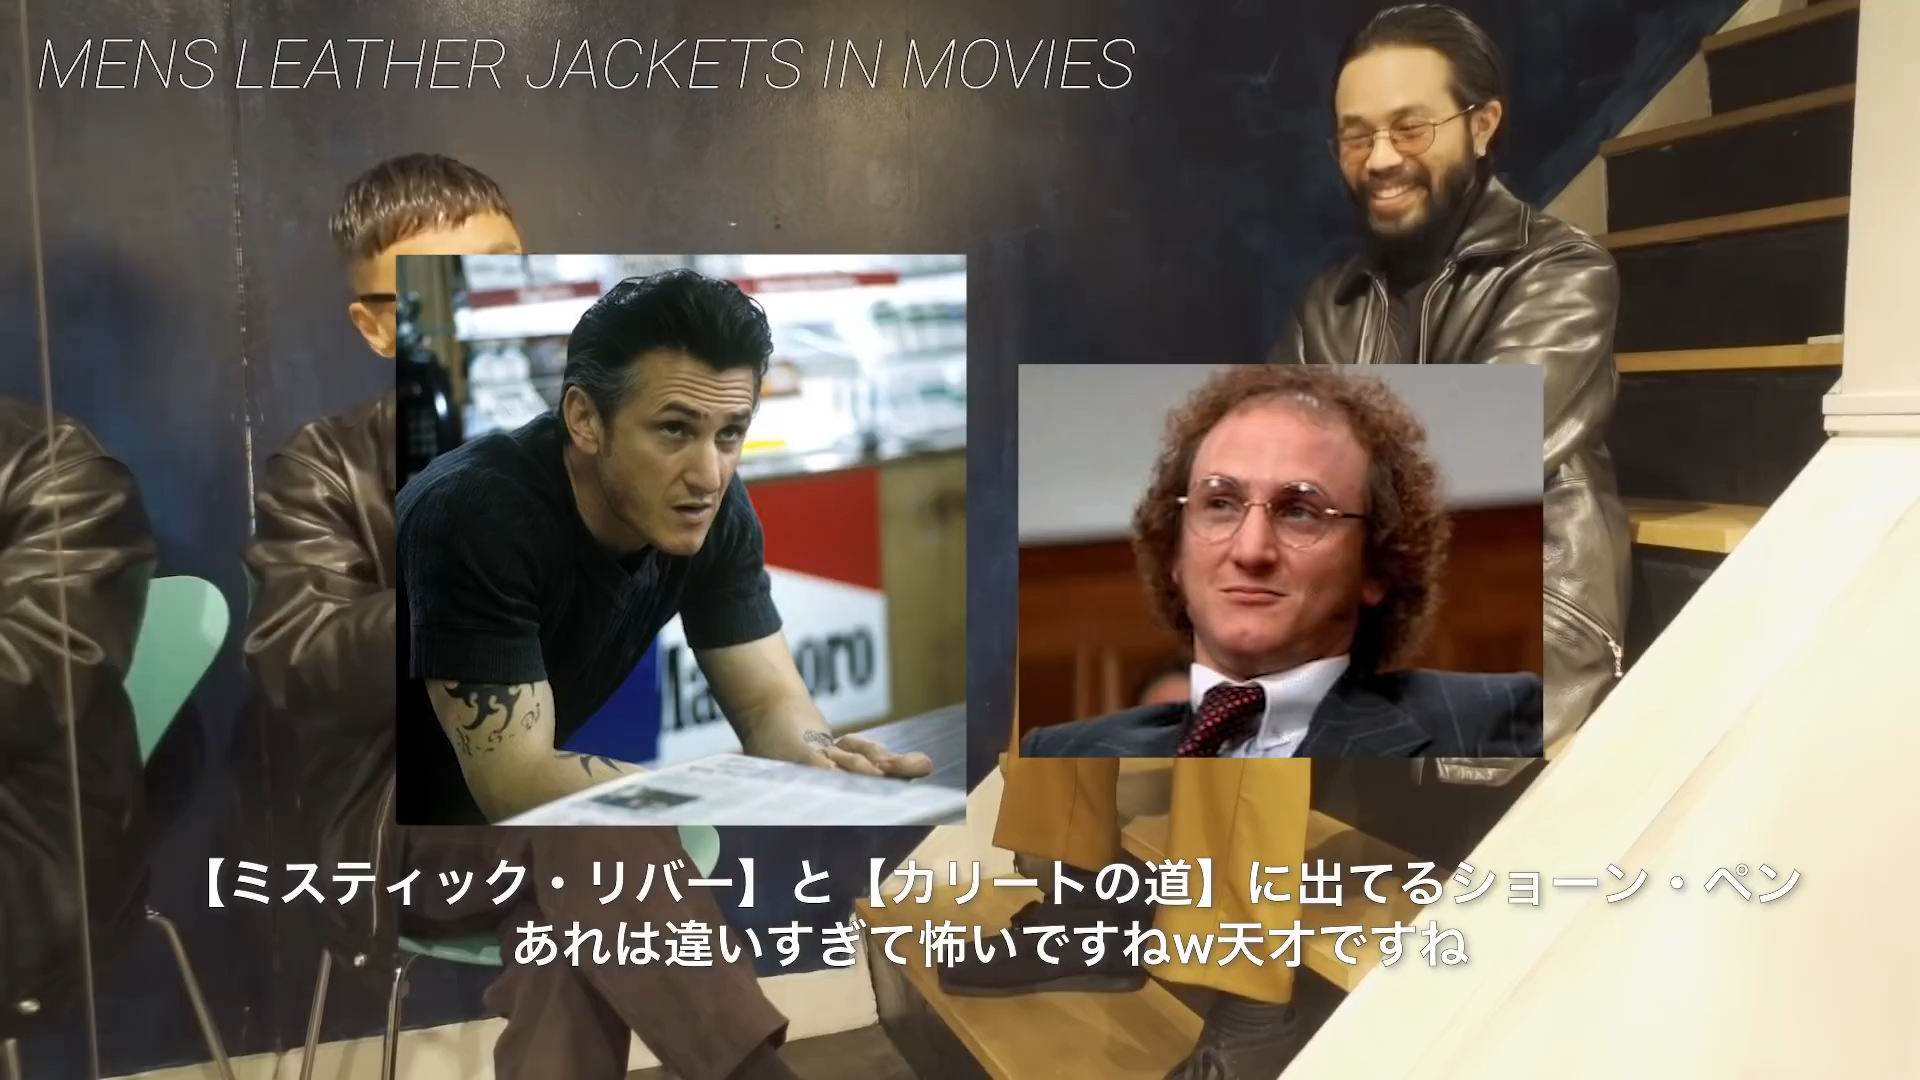 MENS LEATHER JACKETS IN MOVIES
Marlboro
【ミスティック・リバー】と【カリートの道】に出てるショーン・ペン
あれは違いすぎて怖いですねw天才ですね